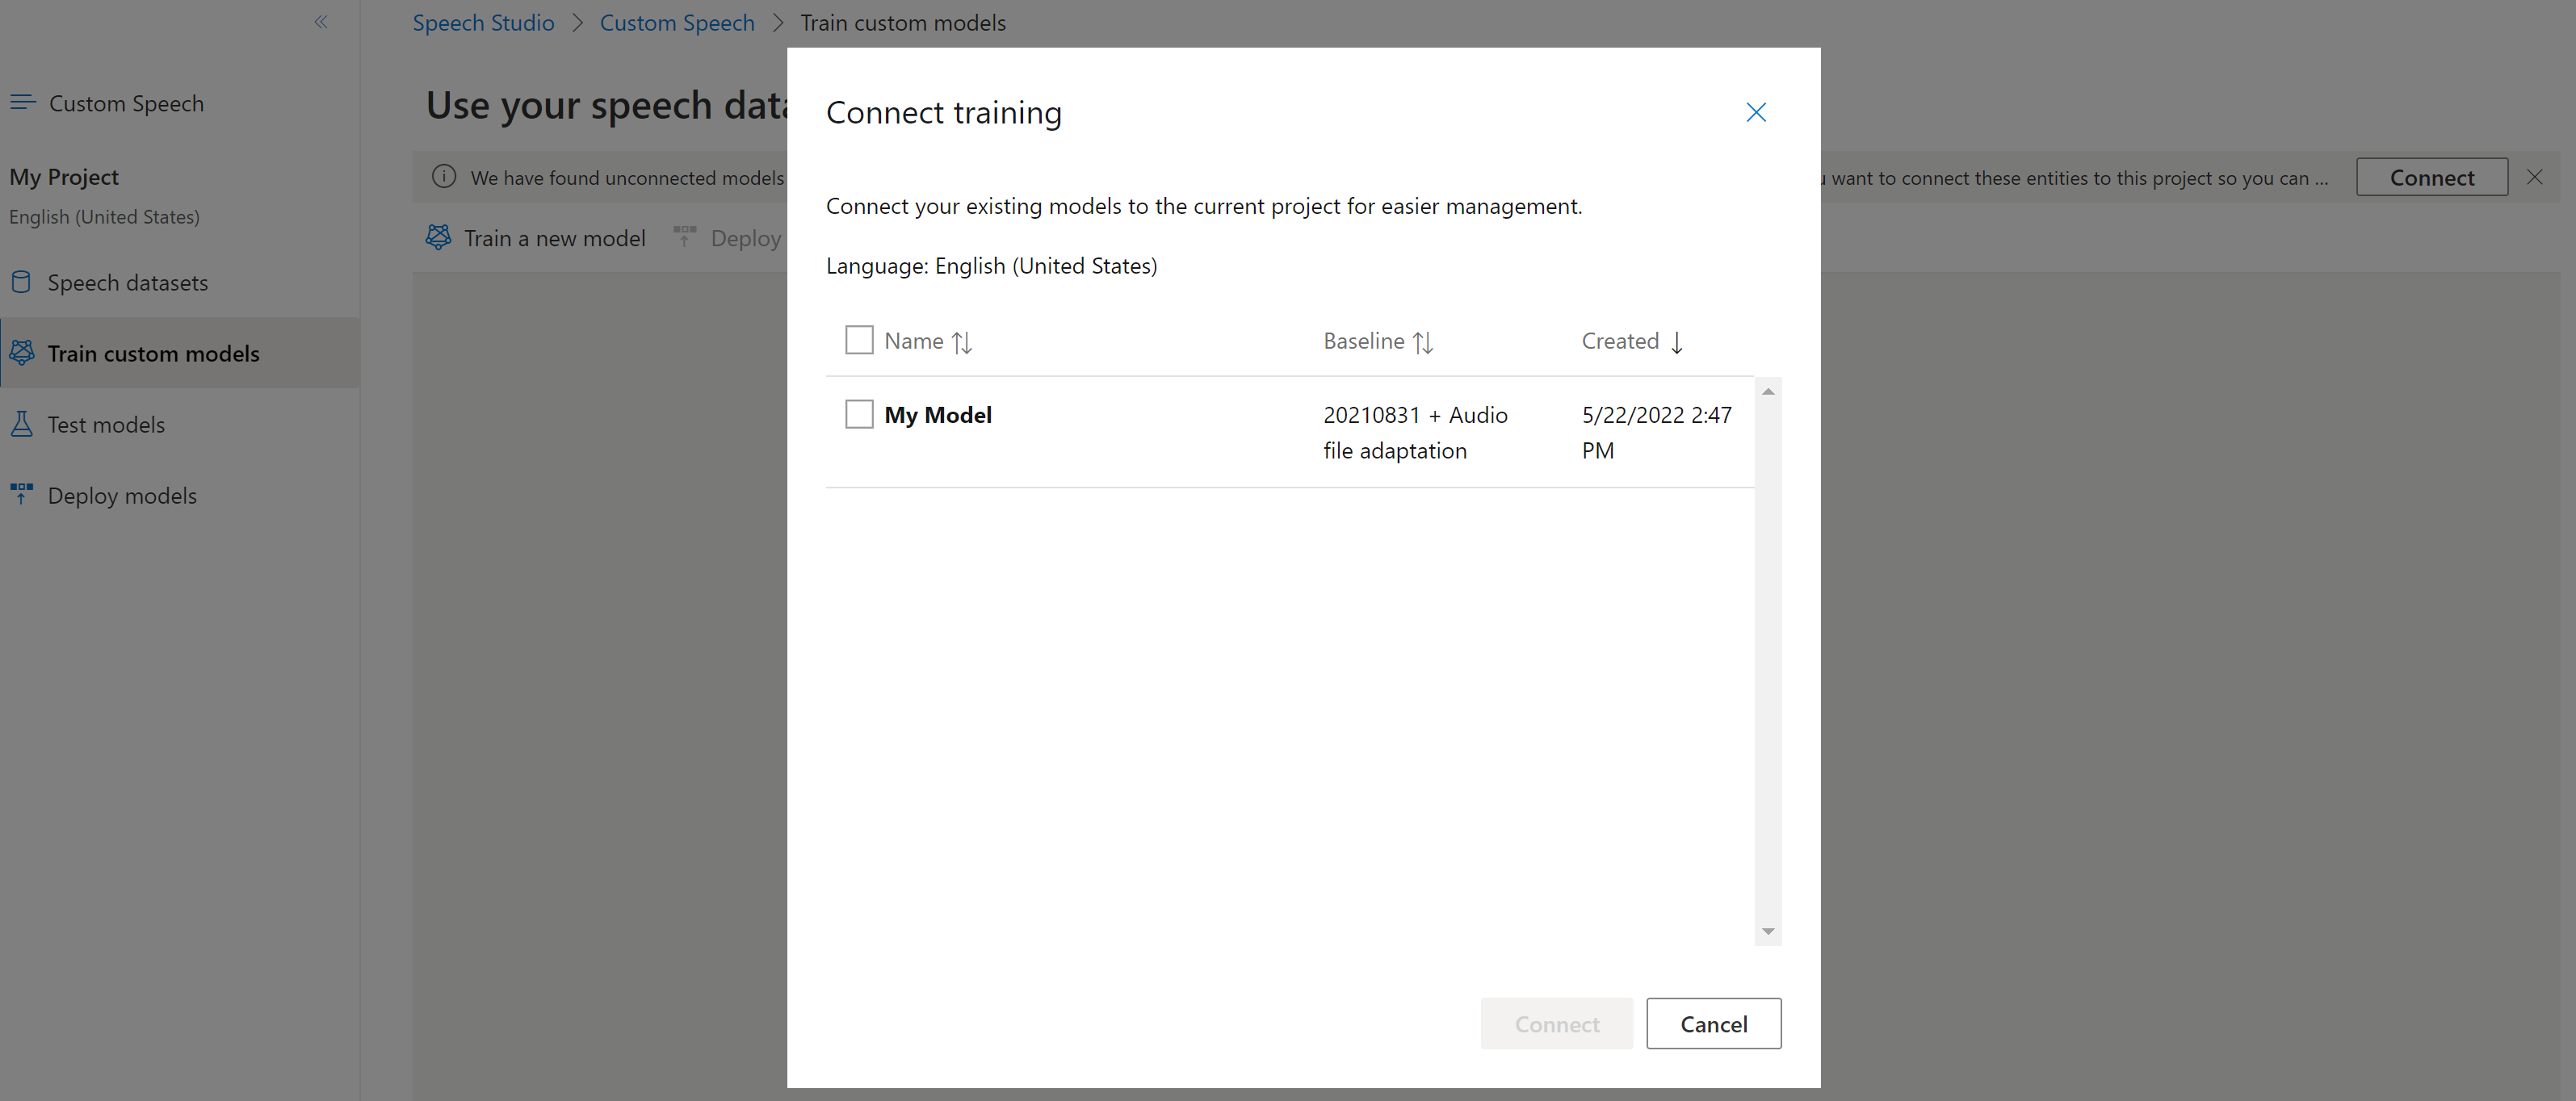 Speech Studio > Custom Speech > Train custom models
Custom Speech
My Project
English (United States)
Speech datasets
Train custom models
Test models
Deploy models
Use your speech data
We have found unconnected models
want to connect these entities to this project so you can ...
Connect
Train a new model
Deploy
Connect training
Connect your existing models to the current project for easier management.
Language: English (United States)
Name Baseline Created
My Model 20210831 + Audio 5/22/2022 2:47
file adaptation PM
Connect Cancel